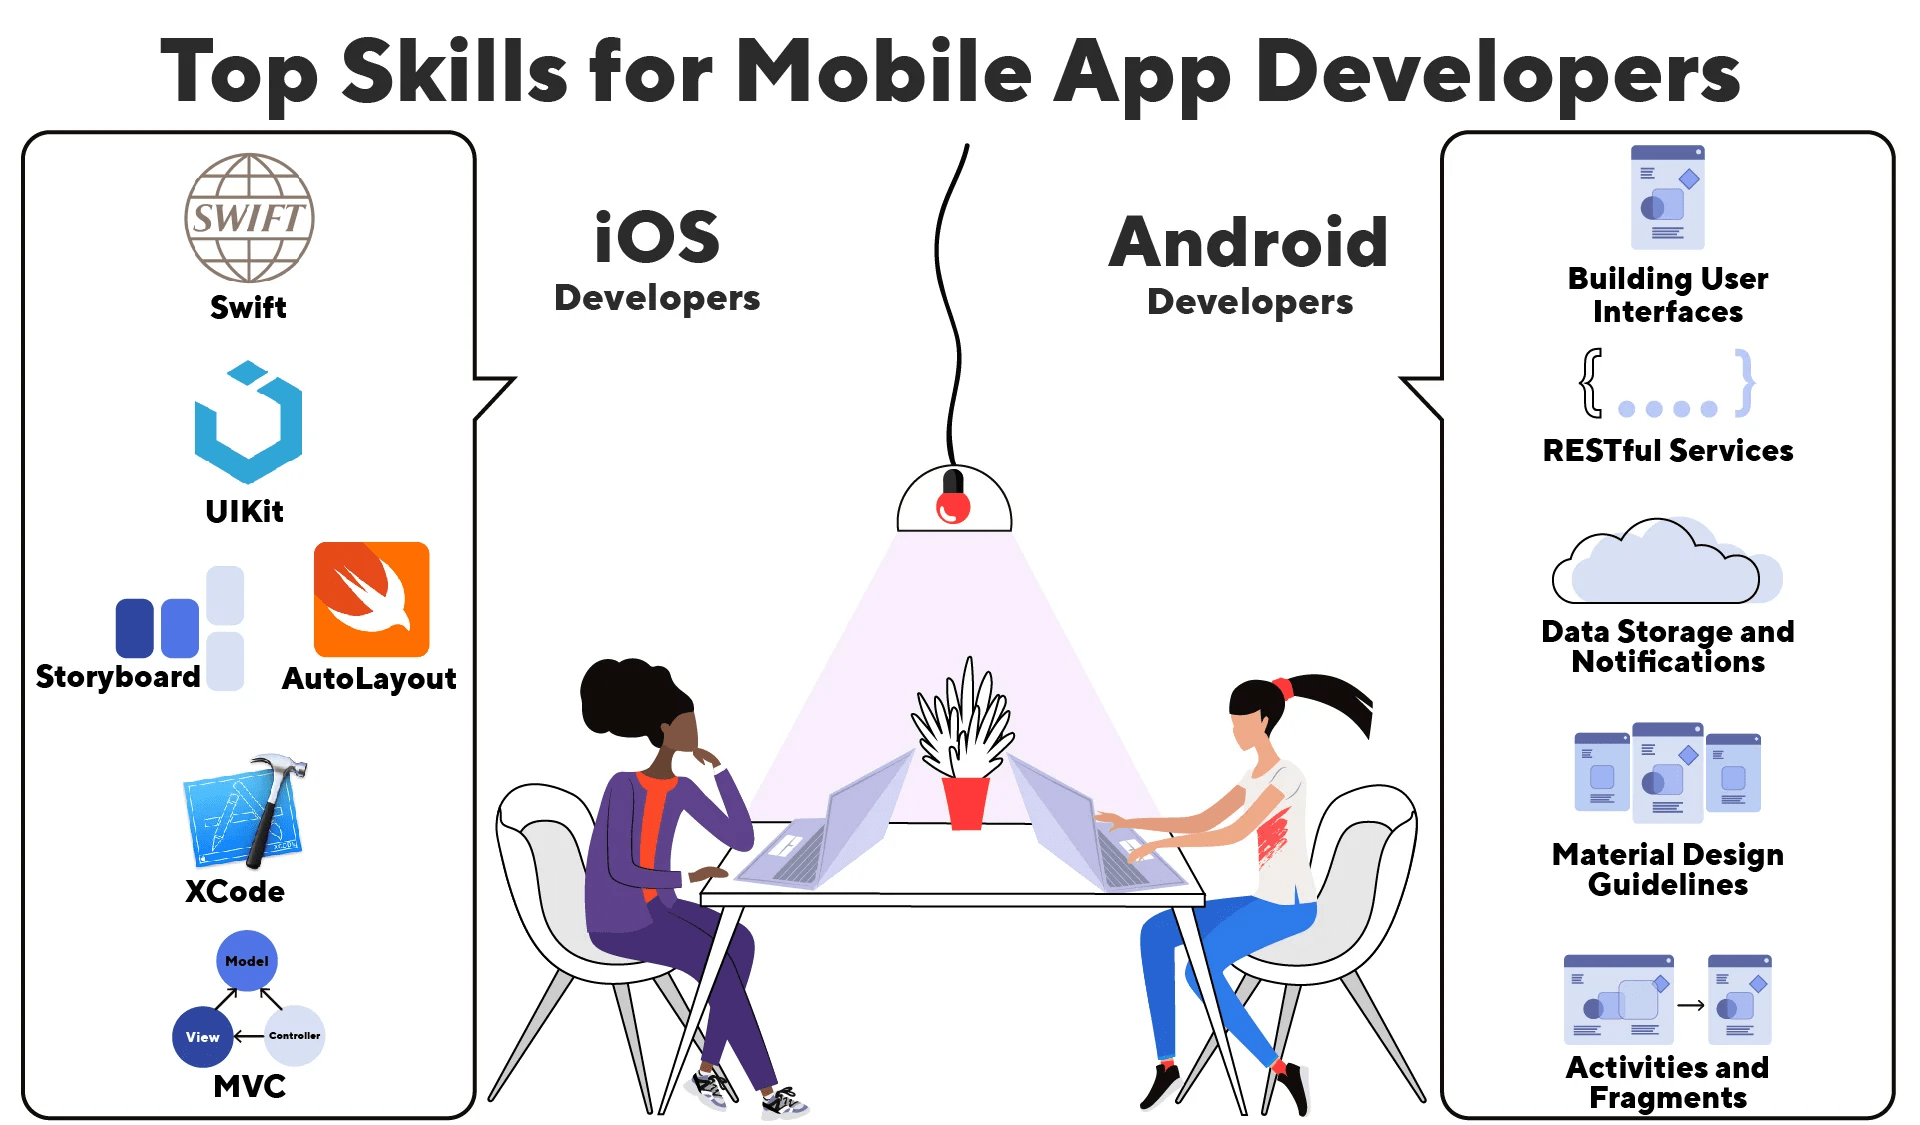 Top Skills for Mobile App Developers
SWIFT
Swift
UIKit
Storyboard
AutoLayout
XCODE
XCode
Model
View
Controller
MVC
iOS
Developers
Android
Developers
Building User
Interfaces
{ .... }
RESTful Services
Data Storage and
Notifications
Material Design
Guidelines
Activities and
Fragments